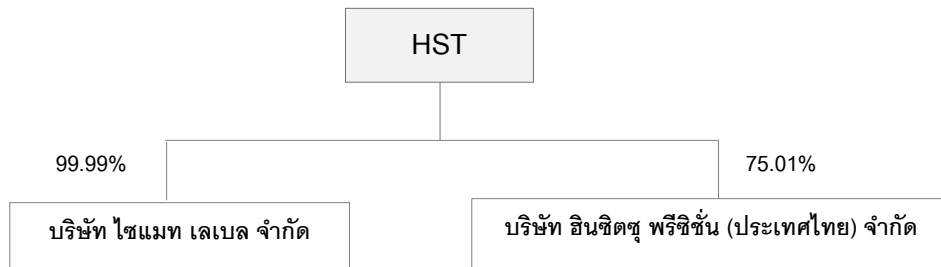 HST
99.99%
75.01%
บริษัท ไซแมท เลเบล จำกัด
บริษัท ฮินซิตซุ พรีซิชั่น (ประเทศไทย) จำกัด